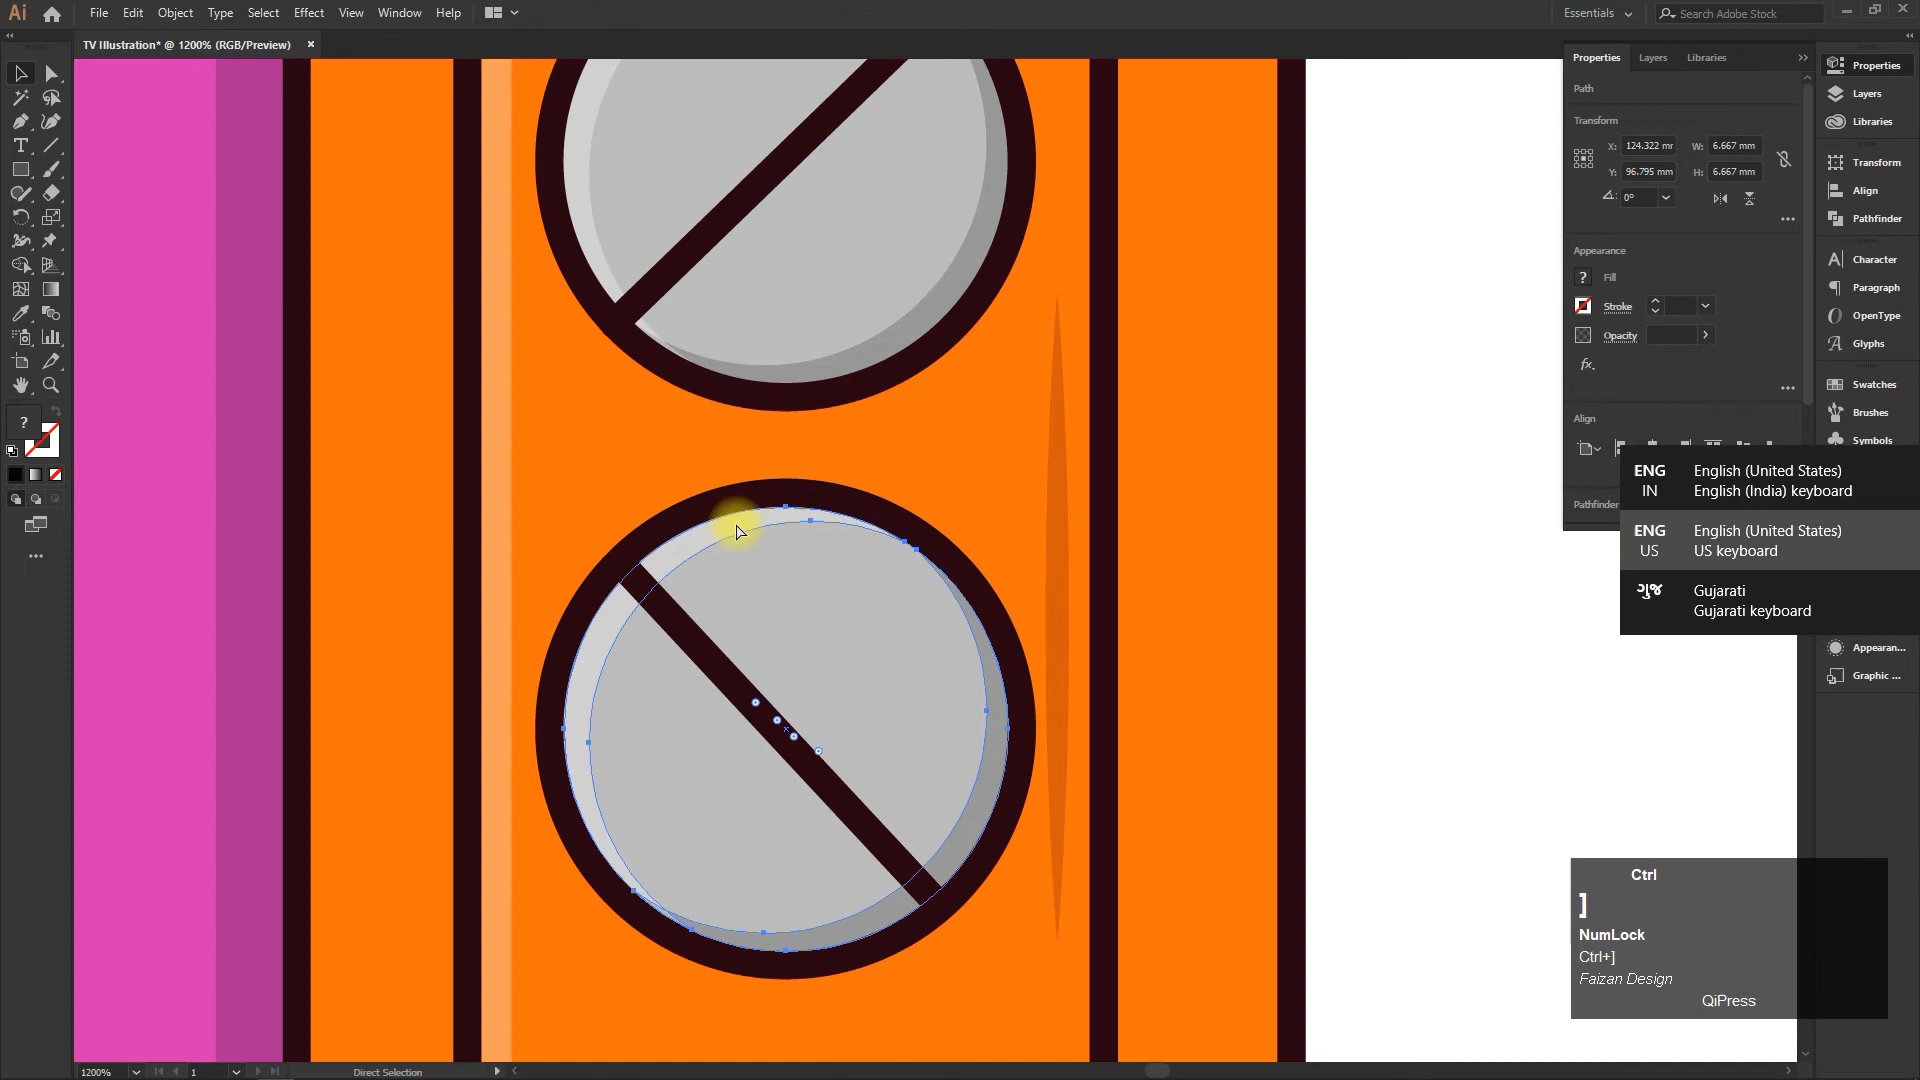 Ai File Edit Object Type Select Effect View Window Help
Essentials
Search Adobe Stock
TV Illustration* @ 1200% (RGB/Preview)
Properties Layers Libraries
Path
Transform
X: 124.322 mr W: 6.667 mm
Y: 96.795 mm H: 6.667 mm
0°
Appearance
? Fill
Stroke
Opacity
fx.
Align
Pathfinder
Properties
Layers
Libraries
Transform
Align
Pathfinder
Character
Paragraph
OpenType
Glyphs
Swatches
Brushes
Symbols
Appearan...
Graphic ...
ENG English (United States)
IN English (India) keyboard
ENG English (United States)
US US keyboard
ગુજ Gujarati
Gujarati keyboard
Ctrl
]
NumLock
Ctrl+]
Faizan Design
QiPress
?
1200% 1 Direct Selection